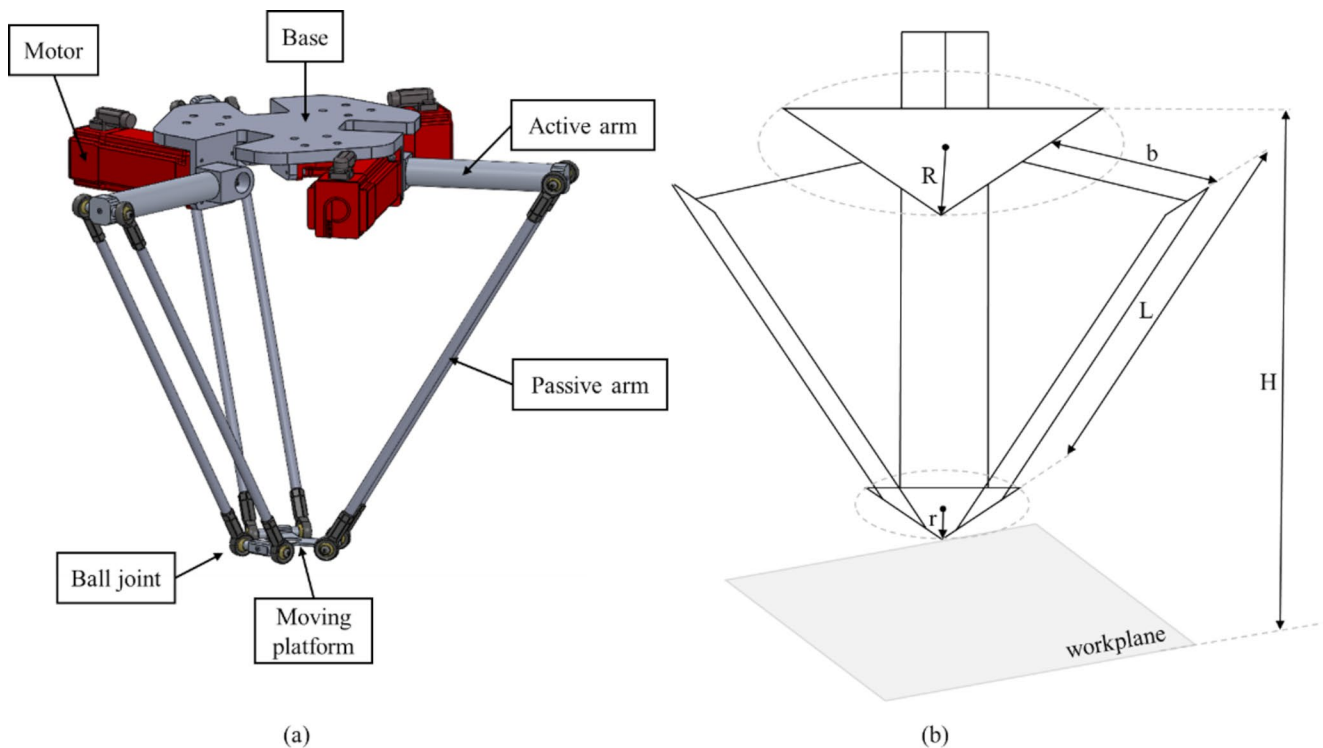 Motor
Base
Active arm
Passive arm
Ball joint
Moving
platform
(a)
R
b
L
H
r
workplane
(b)